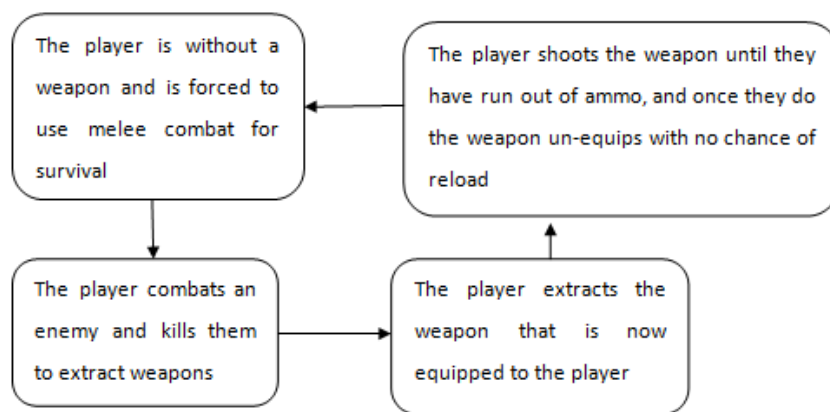 The player is without a
weapon and is forced to
use melee combat for
survival
The player shoots the weapon until they
have run out of ammo, and once they do
the weapon un-equips with no chance of
reload
The player combats an
enemy and kills them
to extract weapons
The player extracts the
weapon that is now
equipped to the player